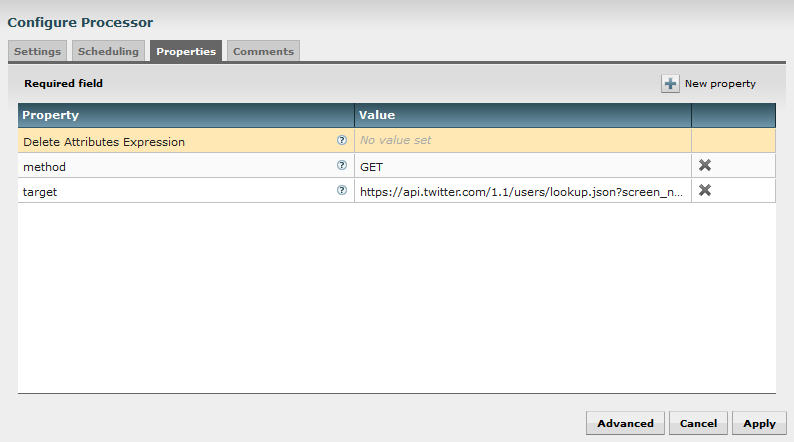 Configure Processor
Settings Scheduling Properties Comments
Required field New property
Property Value
Delete Attributes Expression No value set
method GET
target https://api.twitter.com/1.1/users/lookup.json?screen_n...
Advanced Cancel Apply